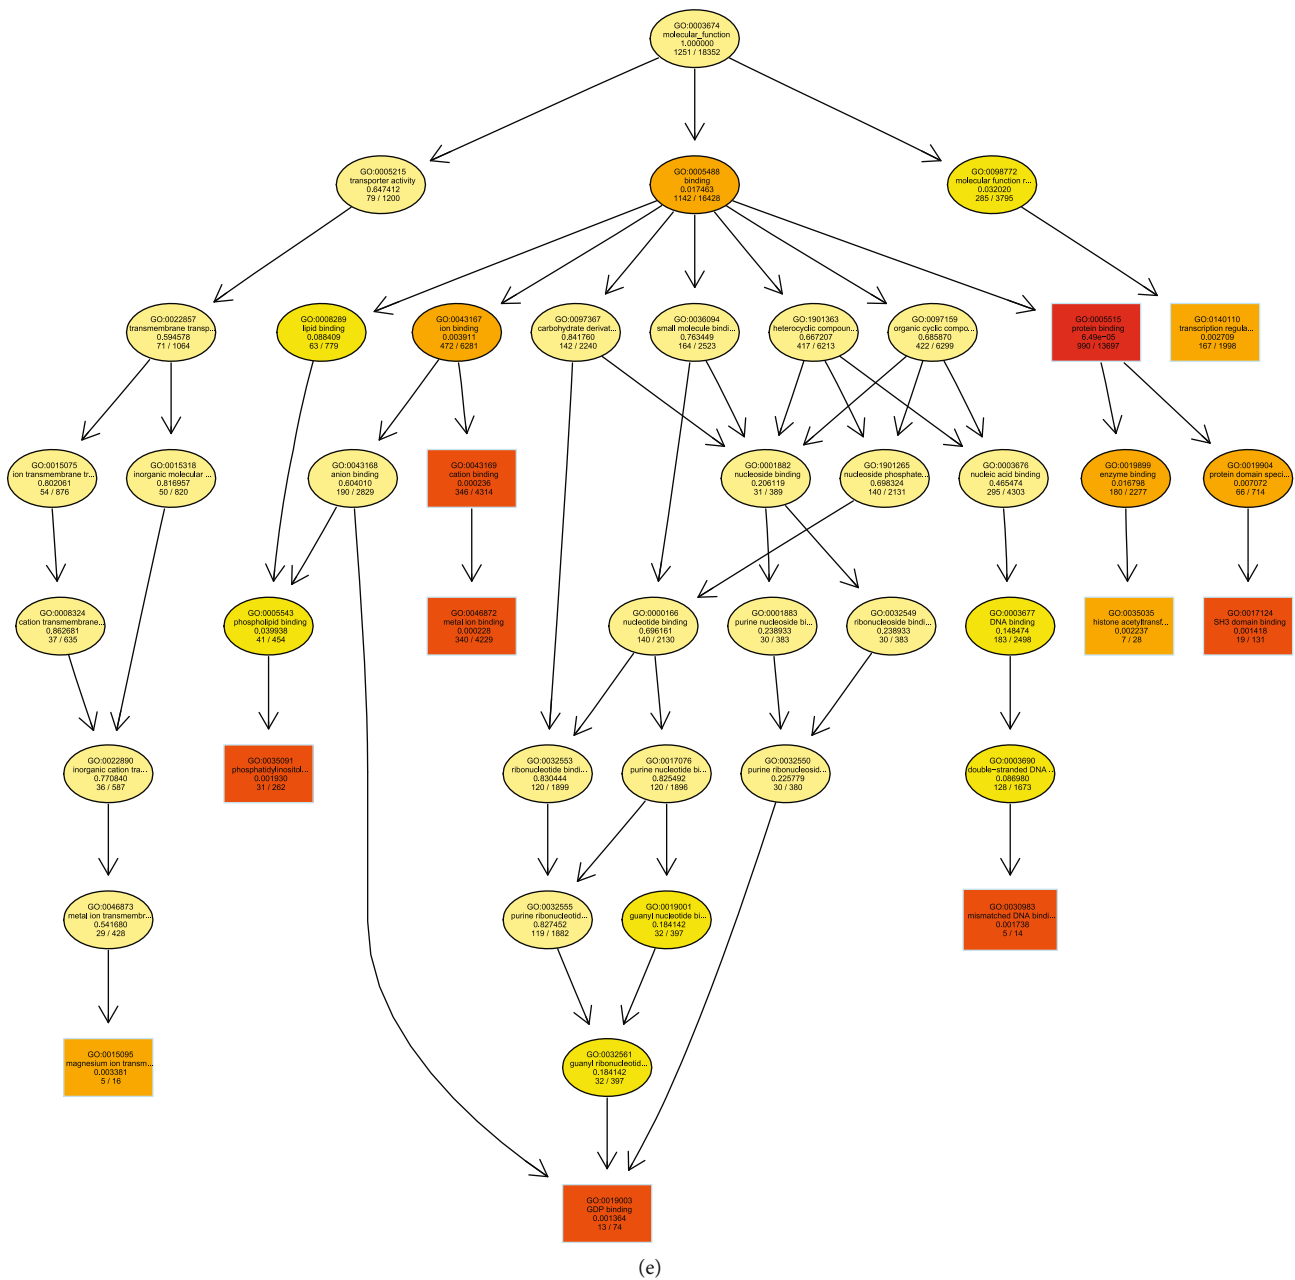 GO:0003674
molecular_function
1.000000
1251 / 18352
GO:0005215
transporter activity
0.647412
79 / 1200
GO:0005488
binding
0.017463
1142 / 16428
GO:0098772
molecular function r...
0.032020
285 / 3795
GO:0022857
transmembrane transp...
0.594578
71 / 1064
GO:0008289
lipid binding
0.088409
63 / 779
GO:0043167
ion binding
0.003911
472 / 6281
GO:0097367
carbohydrate derivat...
0.841760
142 / 2240
GO:0036094
small molecule bindi...
0.763449
164 / 2523
GO:1901363
heterocyclic compoun...
0.667207
417 / 6213
GO:0097159
organic cyclic compo...
0.685870
422 / 6299
GO:0005515
protein binding
6.49e−05
990 / 13697
GO:0140110
transcription regula...
0.002709
167 / 1998
GO:0015075
ion transmembrane tr...
0.802061
54 / 876
GO:0015318
inorganic molecular ...
0.816957
50 / 820
GO:0043168
anion binding
0.604010
190 / 2829
GO:0043169
cation binding
0.000236
346 / 4314
GO:0001882
nucleoside binding
0.206119
31 / 389
GO:1901265
nucleoside phosphate...
0.698324
140 / 2131
GO:0003676
nucleic acid binding
0.465474
295 / 4303
GO:0019899
enzyme binding
0.016798
180 / 2277
GO:0019904
protein domain speci...
0.007072
66 / 714
GO:0008324
cation transmembrane...
0.862681
37 / 635
GO:0005543
phospholipid binding
0.039938
41 / 454
GO:0046872
metal ion binding
0.000228
340 / 4229
GO:0000166
nucleotide binding
0.696161
140 / 2130
GO:0001883
purine nucleoside bi...
0.238933
30 / 383
GO:0032549
ribonucleoside bindi...
0.238933
30 / 383
GO:0003677
DNA binding
0.148474
183 / 2498
GO:0035035
histone acetyltransf...
0.002237
7 / 28
GO:0017124
SH3 domain binding
0.001418
19 / 131
GO:0022890
inorganic cation tra...
0.770840
36 / 587
GO:0035091
phosphatidylinositol...
0.001930
31 / 262
GO:0032553
ribonucleotide bindi...
0.830444
120 / 1899
GO:0017076
purine nucleotide bi...
0.825492
120 / 1896
GO:0032550
purine ribonucleosid...
0.225779
30 / 380
GO:0003690
double−stranded DNA ...
0.086980
128 / 1673
GO:0046873
metal ion transmembr...
0.541680
29 / 428
GO:0032555
purine ribonucleotid...
0.827452
119 / 1882
GO:0019001
guanyl nucleotide bi...
0.184142
32 / 397
GO:0030983
mismatched DNA bindi...
0.001738
5 / 14
GO:0015095
magnesium ion transm...
0.003381
5 / 16
GO:0032561
guanyl ribonucleotid...
0.184142
32 / 397
GO:0019003
GDP binding
0.001364
13 / 74
(e)